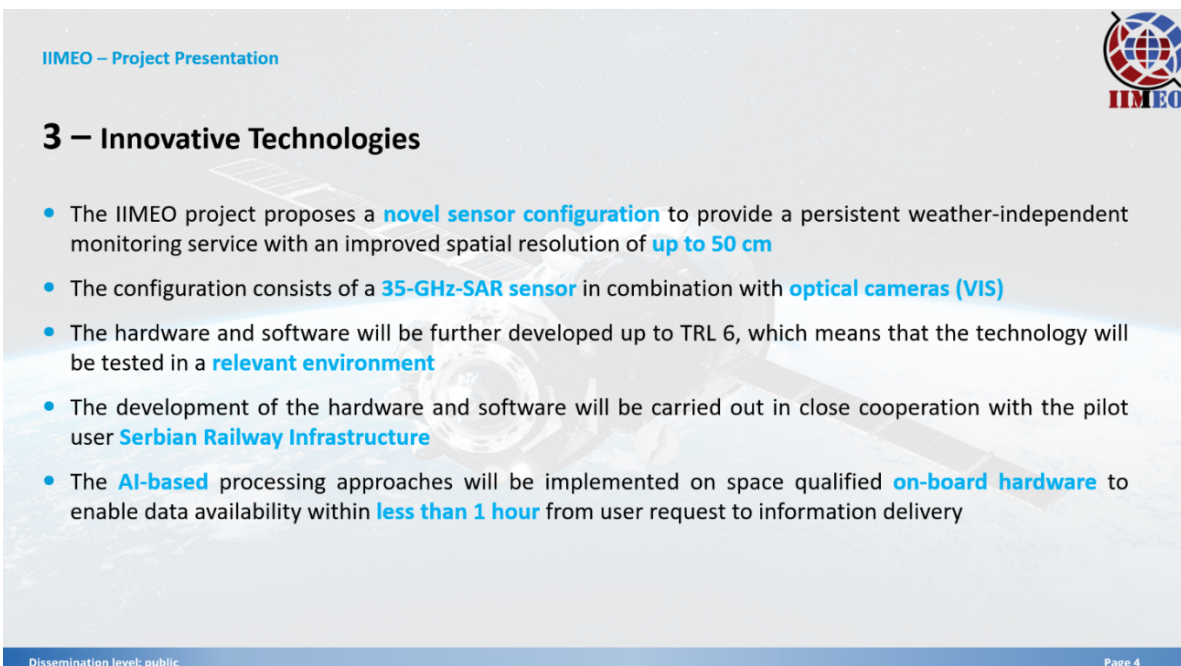 IIMEO – Project Presentation
IIMEO
3 – Innovative Technologies
• The IIMEO project proposes a novel sensor configuration to provide a persistent weather-independent
monitoring service with an improved spatial resolution of up to 50 cm
• The configuration consists of a 35-GHz-SAR sensor in combination with optical cameras (VIS)
• The hardware and software will be further developed up to TRL 6, which means that the technology will
be tested in a relevant environment
• The development of the hardware and software will be carried out in close cooperation with the pilot
user Serbian Railway Infrastructure
• The AI-based processing approaches will be implemented on space qualified on-board hardware to
enable data availability within less than 1 hour from user request to information delivery
Dissemination level: public
Page 4